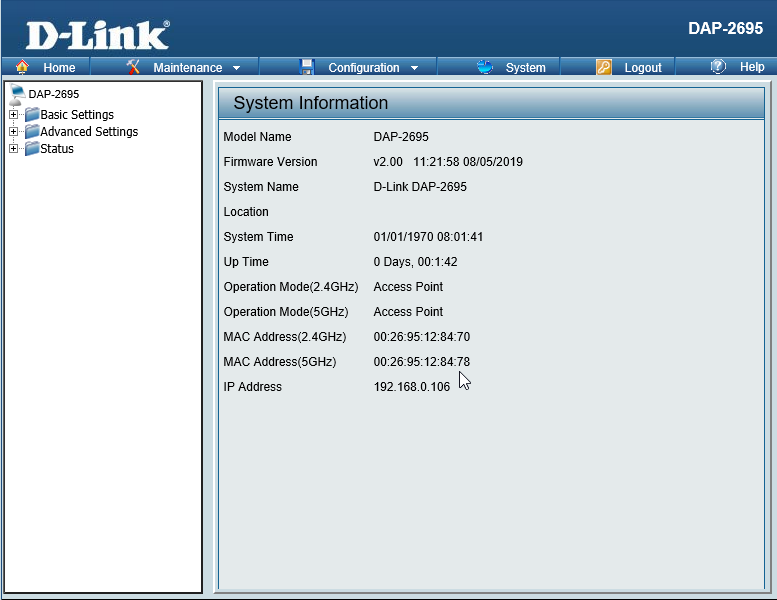 D-Link®
DAP-2695
Home Maintenance Configuration System Logout Help
DAP-2695
Basic Settings
Advanced Settings
Status
System Information
Model Name DAP-2695
Firmware Version v2.00 11:21:58 08/05/2019
System Name D-Link DAP-2695
Location
System Time 01/01/1970 08:01:41
Up Time 0 Days, 00:1:42
Operation Mode(2.4GHz) Access Point
Operation Mode(5GHz) Access Point
MAC Address(2.4GHz) 00:26:95:12:84:70
MAC Address(5GHz) 00:26:95:12:84:78
IP Address 192.168.0.106